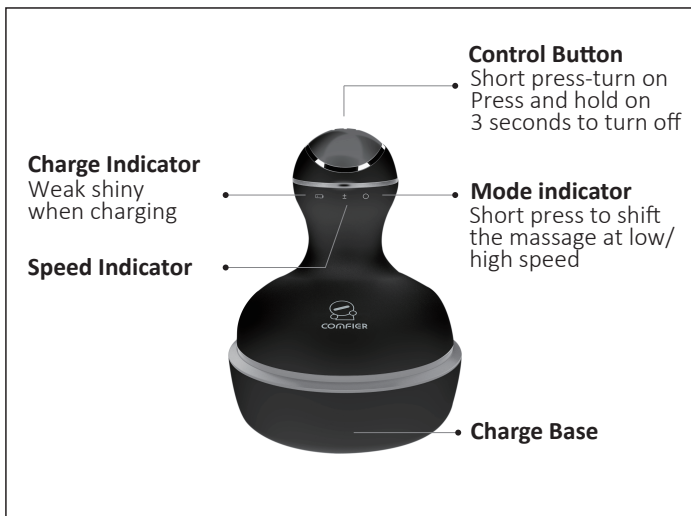 Control Button
Short press-turn on
Press and hold on
3 seconds to turn off
Charge Indicator
Weak shiny
when charging
Mode indicator
Short press to shift
the massage at low/
high speed
Speed Indicator
COMFIER
Charge Base